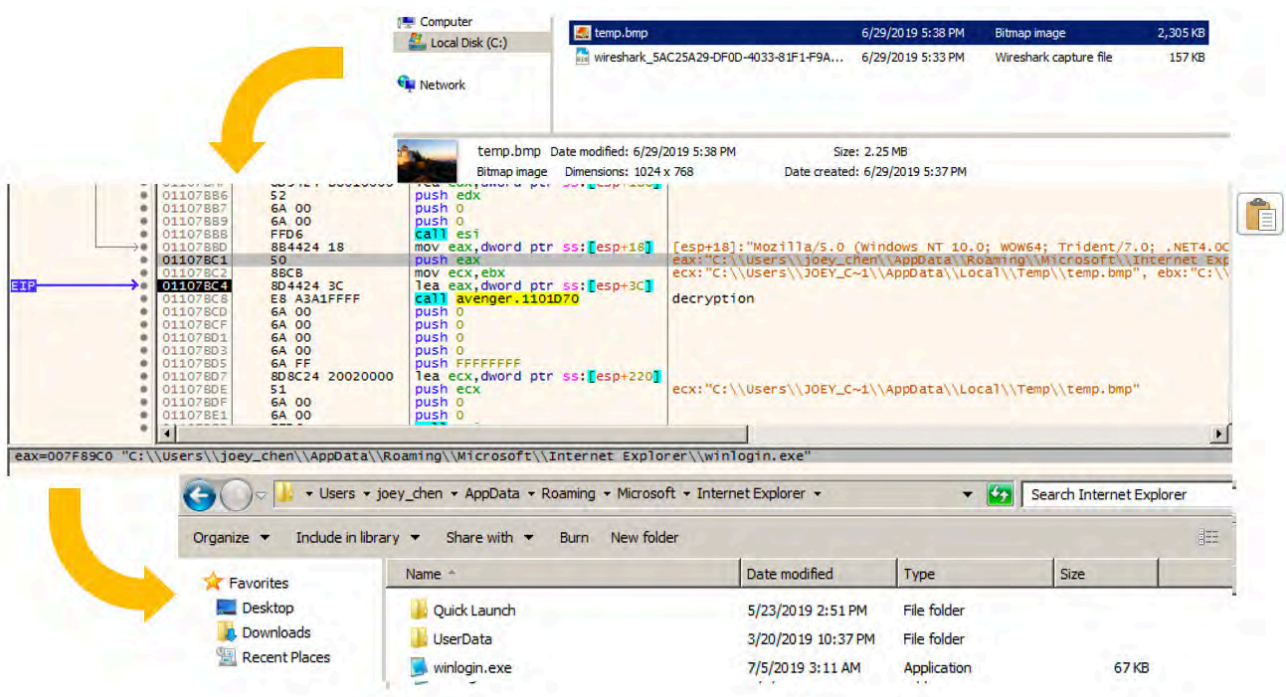 Computer
Local Disk (C:)
Network
temp.bmp 6/29/2019 5:38 PM Bitmap image 2,305 KB
wireshark_5AC25A29-DF0D-4033-81F1-F9A... 6/29/2019 5:33 PM Wireshark capture file 157 KB
temp.bmp Date modified: 6/29/2019 5:38 PM Size: 2.25 MB
Bitmap image Dimensions: 1024 x 768 Date created: 6/29/2019 5:37 PM
01107BB6 52 push edx
01107BB7 6A 00 push 0
01107BB9 6A 00 push 0
01107BBB FFD6 call esi
01107BBD 8B4424 18 mov eax,dword ptr ss:[esp+18] [esp+18]:"Mozilla/5.0 (Windows NT 10.0; WOW64; Trident/7.0; .NET4.0C
01107BC1 50 push eax eax:"C:\\Users\\joey_chen\\AppData\\Roaming\\Microsoft\\Internet Exp
01107BC2 8BCB mov ecx,ebx ecx:"C:\\Users\\JOEY_C~1\\AppData\\Local\\Temp\\temp.bmp", ebx:"C:\\
EIP 01107BC4 8D4424 3C lea eax,dword ptr ss:[esp+3C]
01107BC8 E8 A3A1FFFF call avenger.1101D70 decryption
01107BCD 6A 00 push 0
01107BCF 6A 00 push 0
01107BD1 6A 00 push 0
01107BD3 6A 00 push 0
01107BD5 6A FF push FFFFFFFF
01107BD7 8D8C24 20020000 lea ecx,dword ptr ss:[esp+220]
01107BDE 51 push ecx ecx:"C:\\Users\\JOEY_C~1\\AppData\\Local\\Temp\\temp.bmp"
01107BDF 6A 00 push 0
01107BE1 6A 00 push 0
eax=007F89C0 "C:\\Users\\joey_chen\\AppData\\Roaming\\Microsoft\\Internet Explorer\\winlogin.exe"
Users joey_chen AppData Roaming Microsoft Internet Explorer Search Internet Explorer
Organize Include in library Share with Burn New folder
Favorites
Desktop
Downloads
Recent Places
Name Date modified Type Size
Quick Launch 5/23/2019 2:51 PM File folder
UserData 3/20/2019 10:37 PM File folder
winlogin.exe 7/5/2019 3:11 AM Application 67 KB